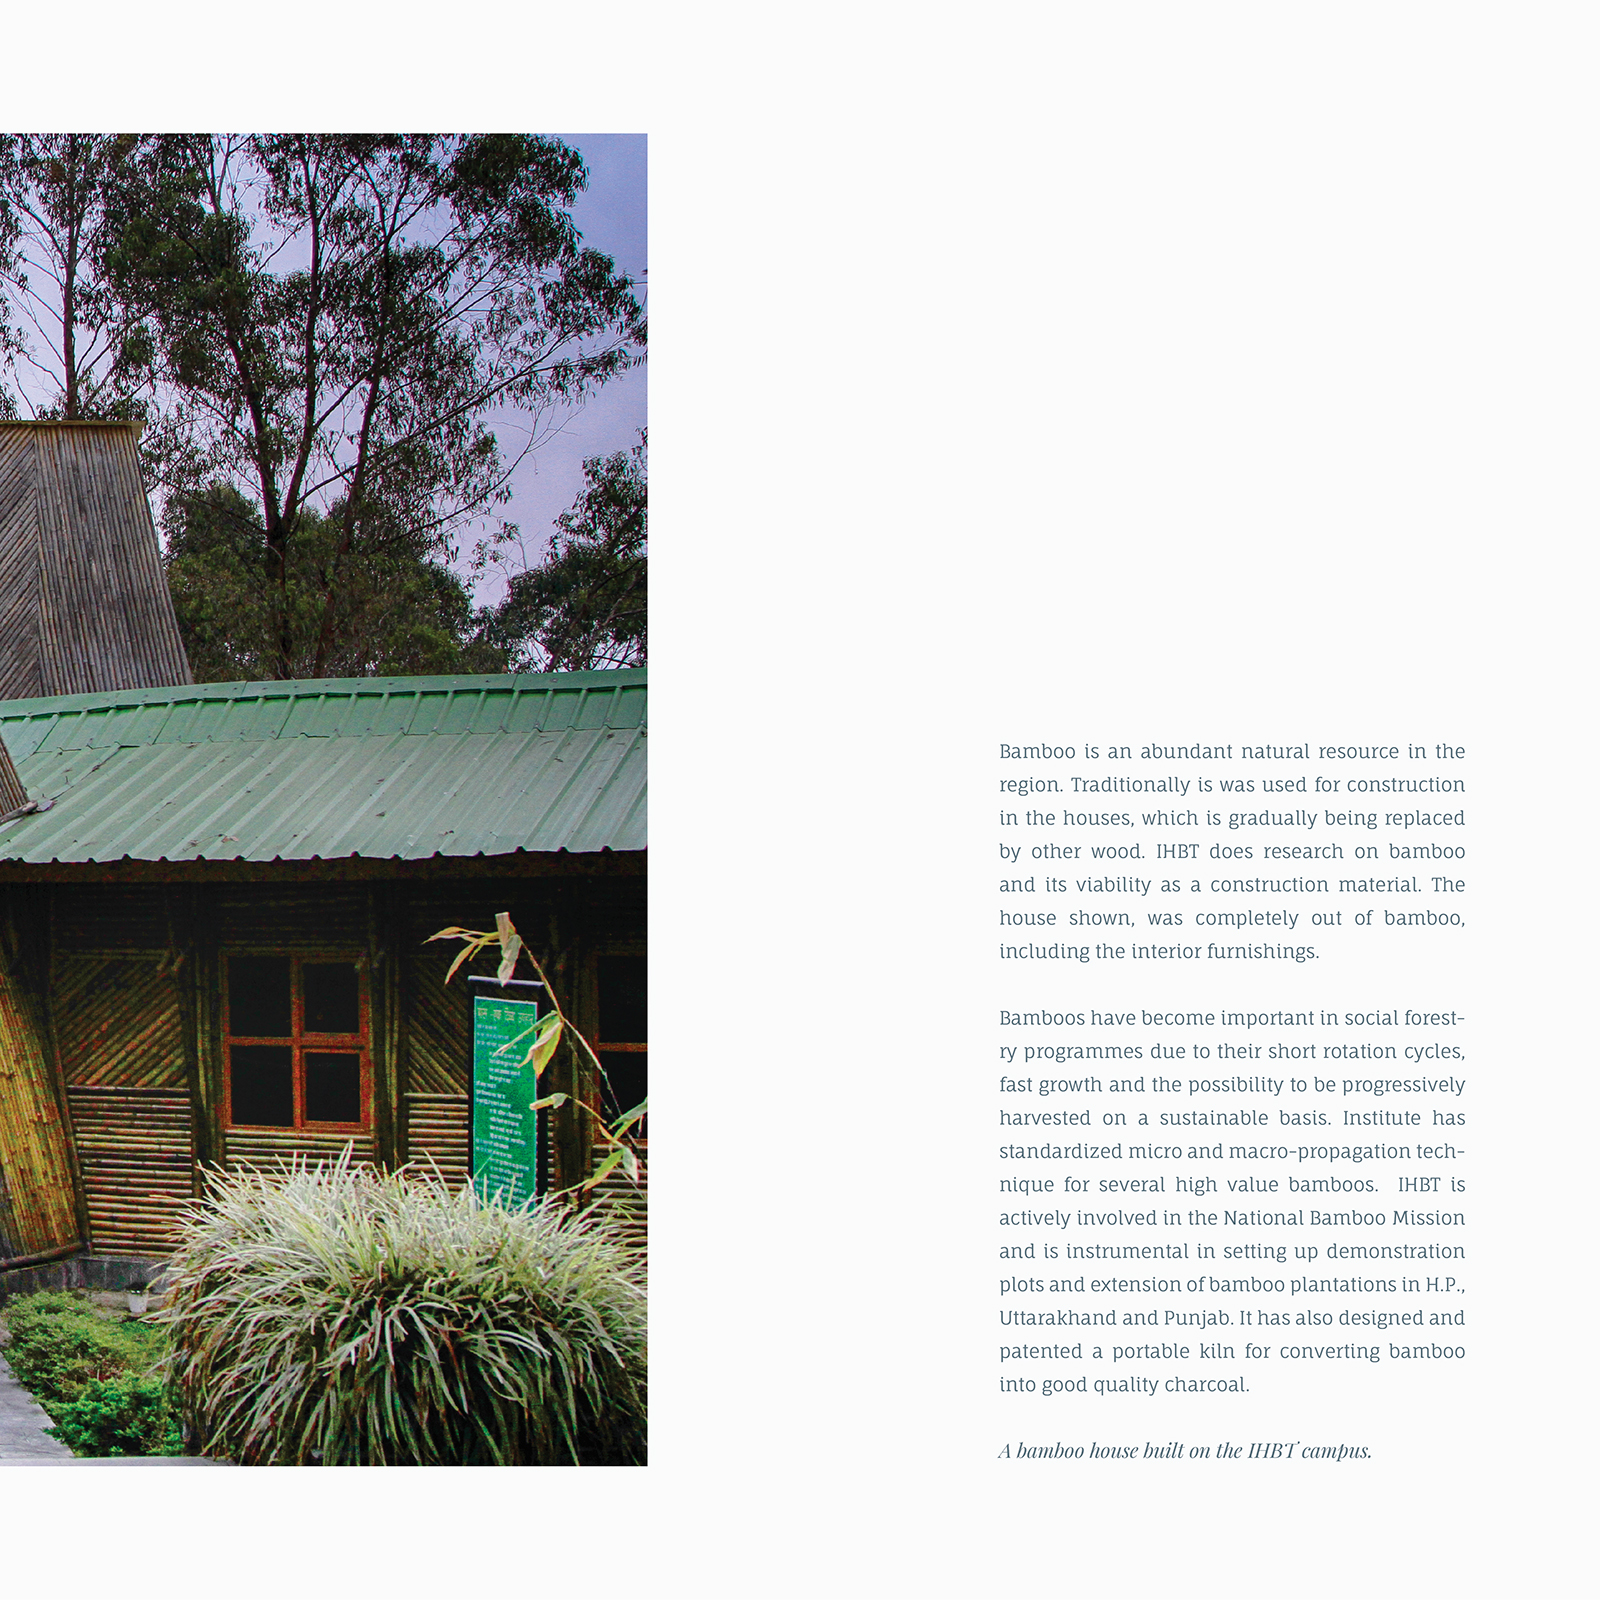 Bamboo is an abundant natural resource in the
region. Traditionally is was used for construction
in the houses, which is gradually being replaced
by other wood. IHBT does research on bamboo
and its viability as a construction material. The
house shown, was completely out of bamboo,
including the interior furnishings.
Bamboos have become important in social forest-
ry programmes due to their short rotation cycles,
fast growth and the possibility to be progressively
harvested on a sustainable basis. Institute has
standardized micro and macro-propagation tech-
nique for several high value bamboos.  IHBT is
actively involved in the National Bamboo Mission
and is instrumental in setting up demonstration
plots and extension of bamboo plantations in H.P.,
Uttarakhand and Punjab. It has also designed and
patented a portable kiln for converting bamboo
into good quality charcoal.
A bamboo house built on the IHBT campus.